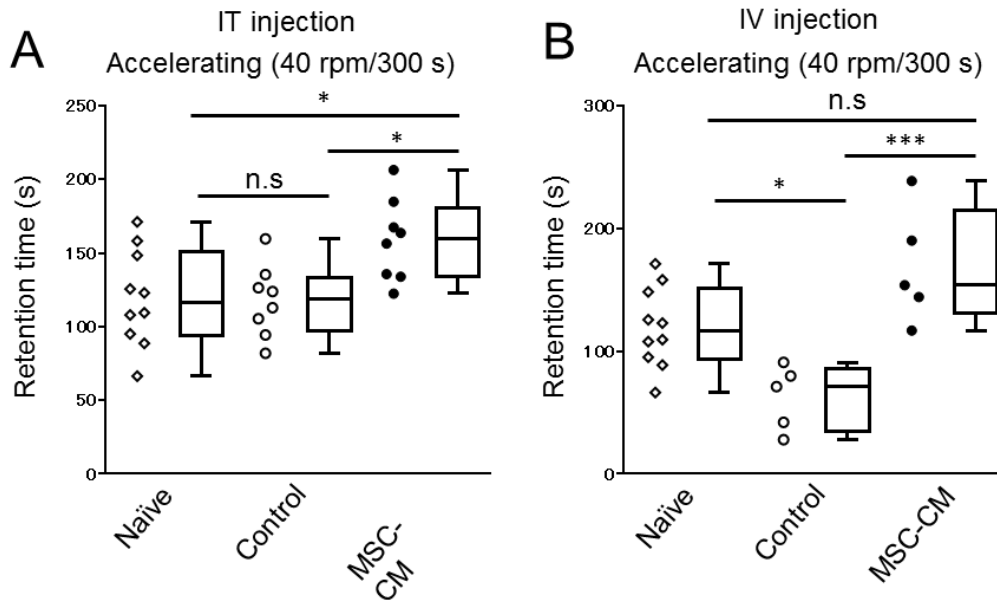 A
IT injection
Accelerating (40 rpm/300 s)
Retention time (s)
250
200
150
100
50
0
*
*
n.s
Naïve
Control
MSC-
CM
B
IV injection
Accelerating (40 rpm/300 s)
Retention time (s)
300
200
100
0
n.s
***
*
Naïve
Control
MSC-CM